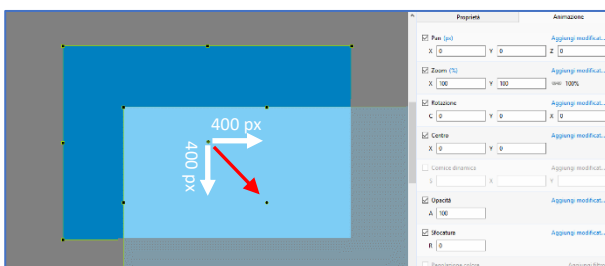 Proprietà Animazione
Pan (px) Aggiungi modificat...
X 0 Y 0 Z 0
Zoom (%) Aggiungi modificat...
X 100 Y 100 100%
Rotazione Aggiungi modificat...
C 0 Y 0 X 0
Centro Aggiungi modificat...
X 0 Y 0
Cornice dinamica Aggiungi modificat...
X Y
Opacità Aggiungi modificat...
A 100
Sfocatura Aggiungi modificat...
R 0
400 px
400 px